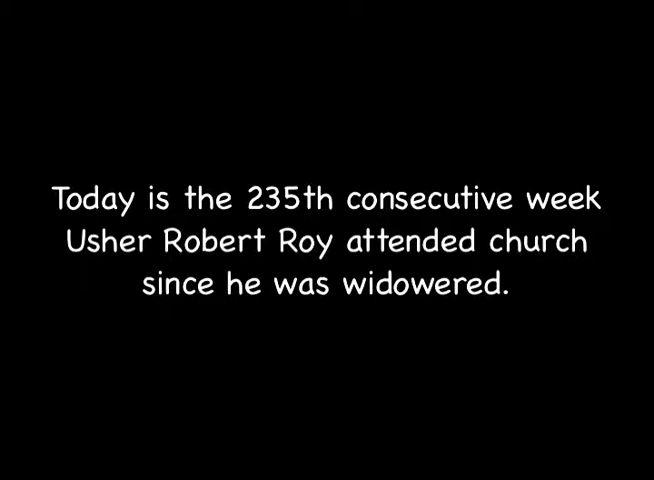 Today is the 235th consecutive week
Usher Robert Roy attended church
since he was widowered.